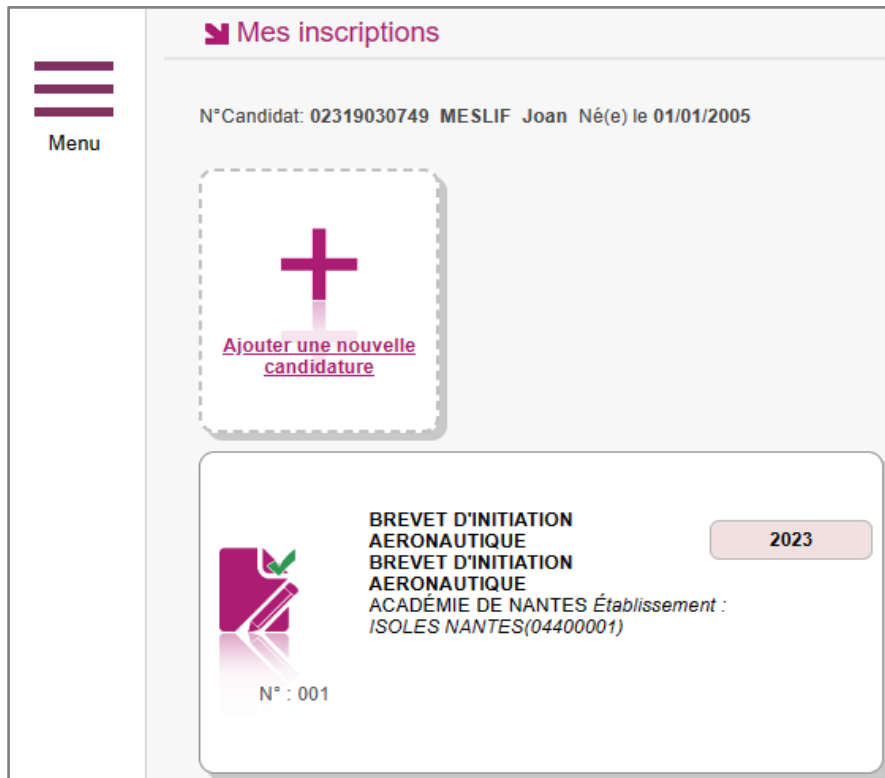 Mes inscriptions
Menu
N°Candidat: 02319030749 MESLIF Joan Né(e) le 01/01/2005
Ajouter une nouvelle
candidature
BREVET D'INITIATION
AERONAUTIQUE
BREVET D'INITIATION
AERONAUTIQUE
ACADÉMIE DE NANTES Établissement :
ISOLES NANTES(04400001)
2023
N° : 001